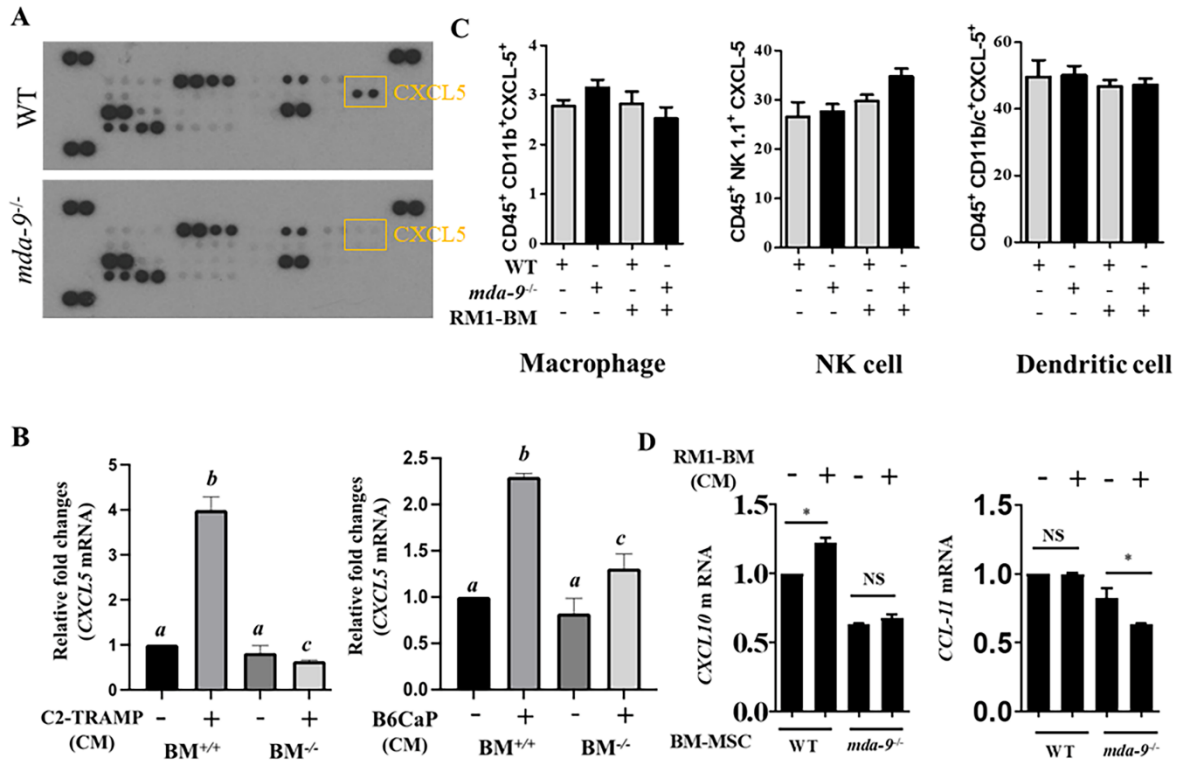 A
WT
CXCL5
mda-9-/-
CXCL5
C
CD45+ CD11b+CXCL-5+
4
3
2
1
0
WT + - + -
mda-9-/- - + - +
RM1-BM - - + +
Macrophage
CD45+ NK 1.1+ CXCL-5
40
30
20
10
0
+ - + -
- + - +
- - + +
NK cell
CD45+ CD11b/c+CXCL-5+
60
40
20
0
+ - + -
- + - +
- - + +
Dendritic cell
B
Relative fold changes
(CXCL5 mRNA)
5
4
3
2
1
0
a b a c
C2-TRAMP - + - +
(CM)
BM+/+ BM-/-
Relative fold changes
(CXCL5 mRNA)
2.5
2.0
1.5
1.0
0.5
0.0
a b a c
B6CaP - + - +
(CM)
BM+/+ BM-/-
D
RM1-BM - + - +
(CM)
CXCL10 m RNA
1.5
1.0
0.5
0.0
*
NS
BM-MSC WT mda-9-/-
- + - +
CCL-11 mRNA
1.5
1.0
0.5
0.0
NS
*
WT mda-9-/-